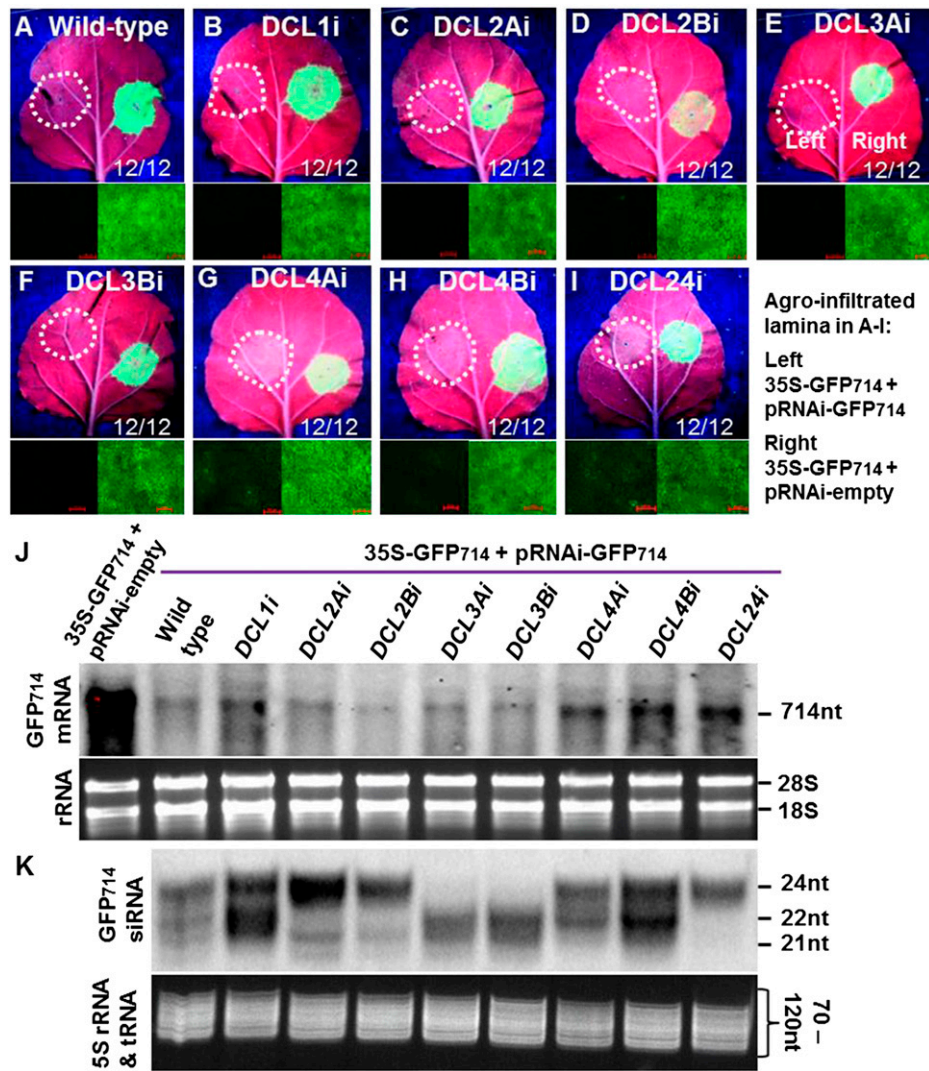 A Wild-type
B DCL1i
C DCL2Ai
D DCL2Bi
E DCL3Ai
Left Right
12/12
12/12
12/12
12/12
12/12
F DCL3Bi
G DCL4Ai
H DCL4Bi
I DCL24i
12/12
12/12
12/12
12/12
Agro-infiltrated
lamina in A-I:
Left
35S-GFP714 +
pRNAi-GFP714
Right
35S-GFP714 +
pRNAi-empty
J
35S-GFP714 +
pRNAi-empty
35S-GFP714 + pRNAi-GFP714
Wild
type
DCL1i
DCL2Ai
DCL2Bi
DCL3Ai
DCL3Bi
DCL4Ai
DCL4Bi
DCL24i
GFP714
mRNA
714nt
rRNA
28S
18S
K
GFP714
siRNA
24nt
22nt
21nt
5S rRNA
& tRNA
70 –
120nt